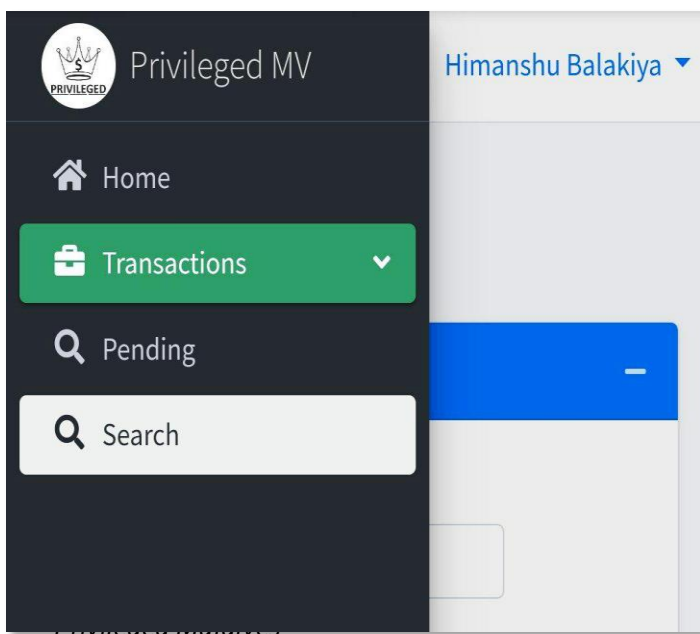 PRIVILEGED
Privileged MV
Himanshu Balakiya
Home
Transactions
Pending
Search